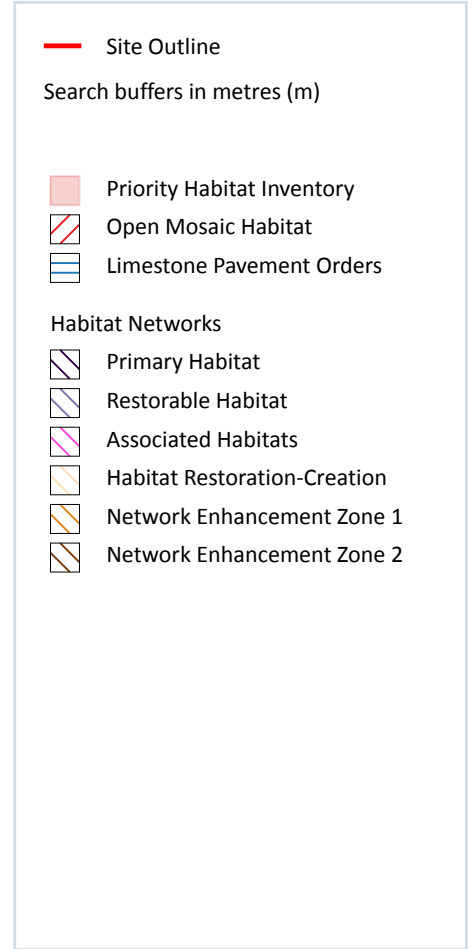 Site Outline
Search buffers in metres (m)
Priority Habitat Inventory
Open Mosaic Habitat
Limestone Pavement Orders
Habitat Networks
Primary Habitat
Restorable Habitat
Associated Habitats
Habitat Restoration-Creation
Network Enhancement Zone 1
Network Enhancement Zone 2